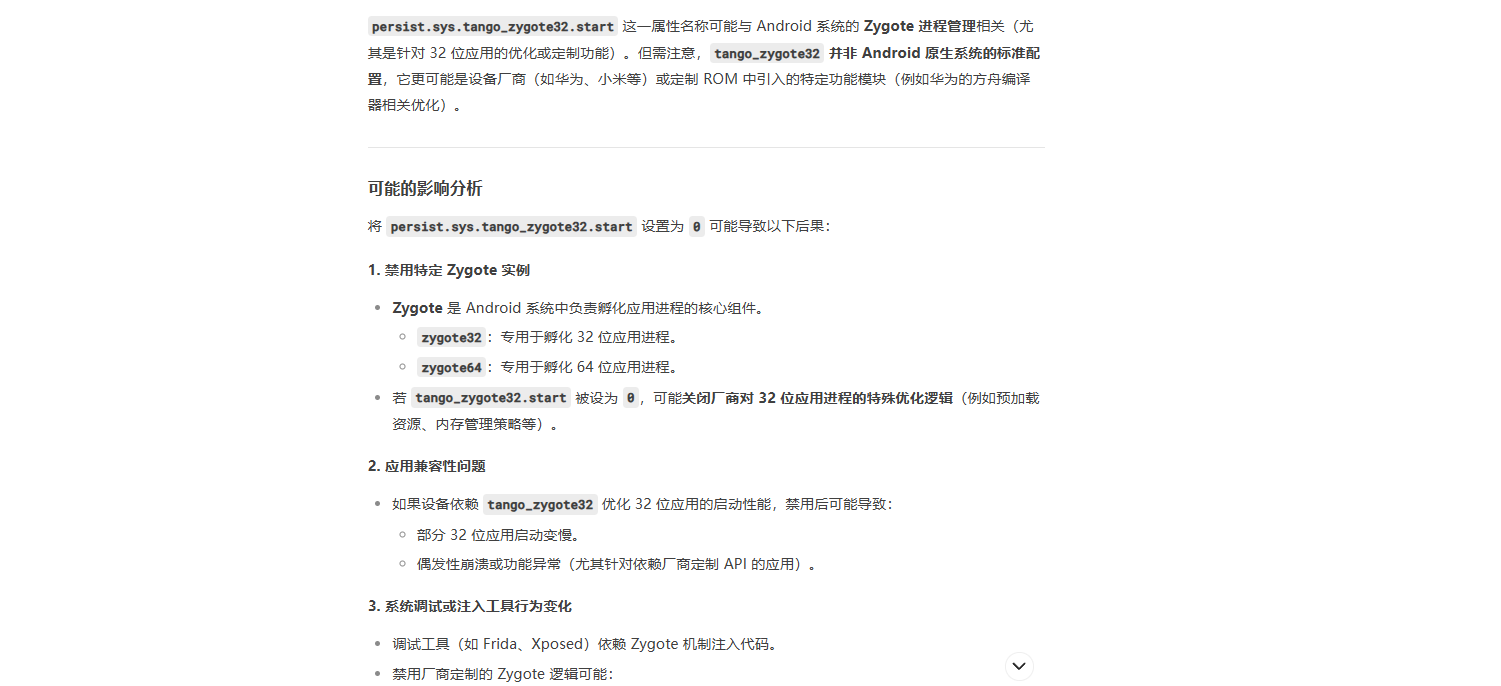 persist.sys.tango_zygote32.start 这一属性名称可能与 Android 系统的 Zygote 进程管理相关（尤
其是针对 32 位应用的优化或定制功能）。但需注意，tango_zygote32 并非 Android 原生系统的标准配
置，它更可能是设备厂商（如华为、小米等）或定制 ROM 中引入的特定功能模块（例如华为的方舟编译
器相关优化）。
可能的影响分析
将 persist.sys.tango_zygote32.start 设置为 0 可能导致以下后果：
1. 禁用特定 Zygote 实例
• Zygote 是 Android 系统中负责孵化应用进程的核心组件。
○ zygote32：专用于孵化 32 位应用进程。
○ zygote64：专用于孵化 64 位应用进程。
• 若 tango_zygote32.start 被设为 0，可能关闭厂商对 32 位应用进程的特殊优化逻辑（例如预加载
资源、内存管理策略等）。
2. 应用兼容性问题
• 如果设备依赖 tango_zygote32 优化 32 位应用的启动性能，禁用后可能导致：
○ 部分 32 位应用启动变慢。
○ 偶发性崩溃或功能异常（尤其针对依赖厂商定制 API 的应用）。
3. 系统调试或注入工具行为变化
• 调试工具（如 Frida、Xposed）依赖 Zygote 机制注入代码。
• 禁用厂商定制的 Zygote 逻辑可能：